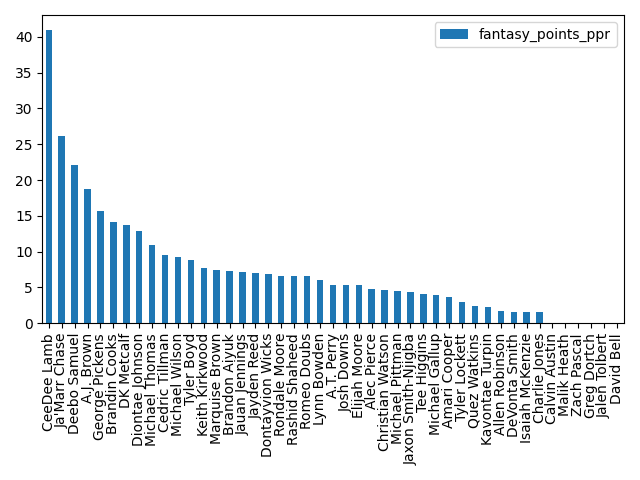 fantasy_points_ppr
40
35
30
25
20
15
10
5
0
CeeDee Lamb
Ja'Marr Chase
Deebo Samuel
A.J. Brown
George Pickens
Brandin Cooks
DK Metcalf
Diontae Johnson
Michael Thomas
Cedric Tillman
Michael Wilson
Tyler Boyd
Keith Kirkwood
Marquise Brown
Brandon Aiyuk
Jauan Jennings
Jayden Reed
Dontayvion Wicks
Rondale Moore
Rashid Shaheed
Romeo Doubs
Lynn Bowden
A.T. Perry
Josh Downs
Elijah Moore
Alec Pierce
Christian Watson
Michael Pittman
Jaxon Smith-Njigba
Tee Higgins
Michael Gallup
Amari Cooper
Tyler Lockett
Quez Watkins
Kavontae Turpin
Allen Robinson
DeVonta Smith
Isaiah McKenzie
Charlie Jones
Calvin Austin
Malik Heath
Zach Pascal
Greg Dortch
Jalen Tolbert
David Bell